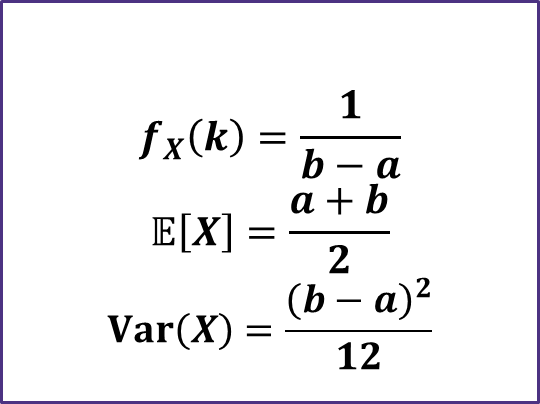 f_X(k) = 1/(b − a)
𝔼[X] = (a + b)/2
Var(X) = (b − a)²/12